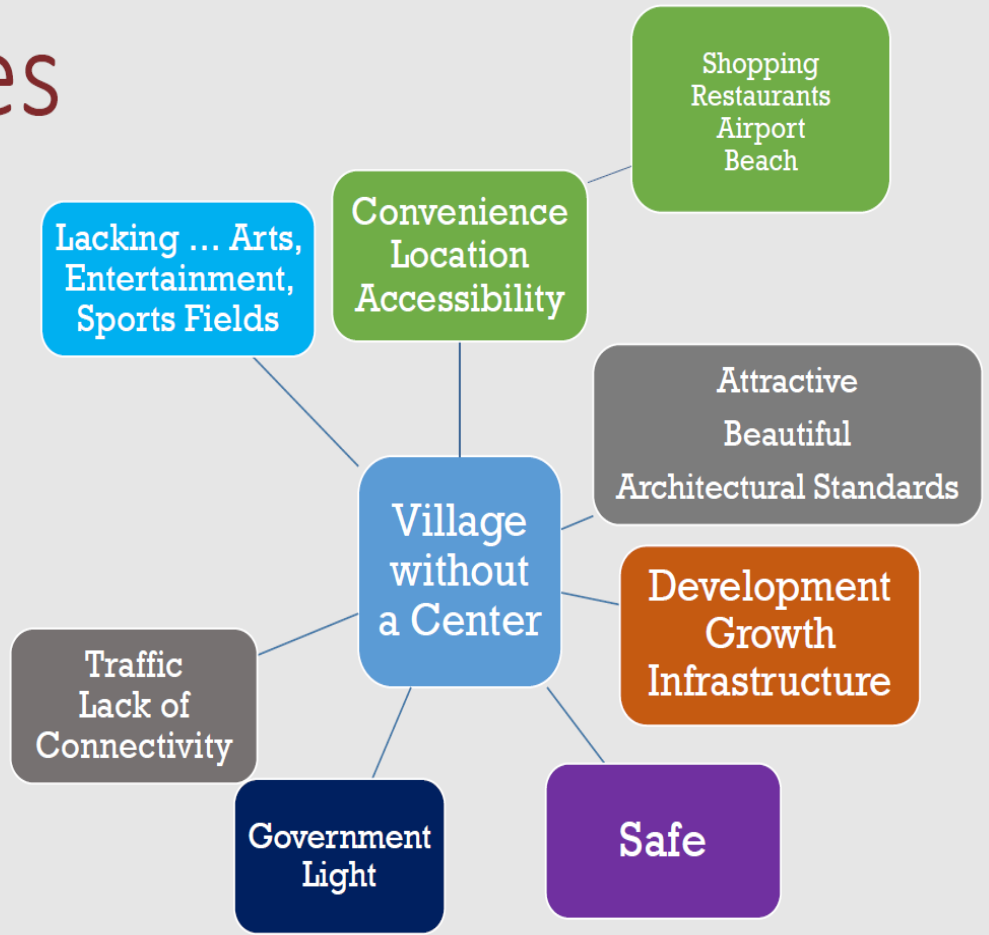 es
Shopping
Restaurants
Airport
Beach
Convenience
Location
Accessibility
Lacking ... Arts,
Entertainment,
Sports Fields
Attractive
Beautiful
Architectural Standards
Village
without
a Center
Development
Growth
Infrastructure
Traffic
Lack of
Connectivity
Government
Light
Safe